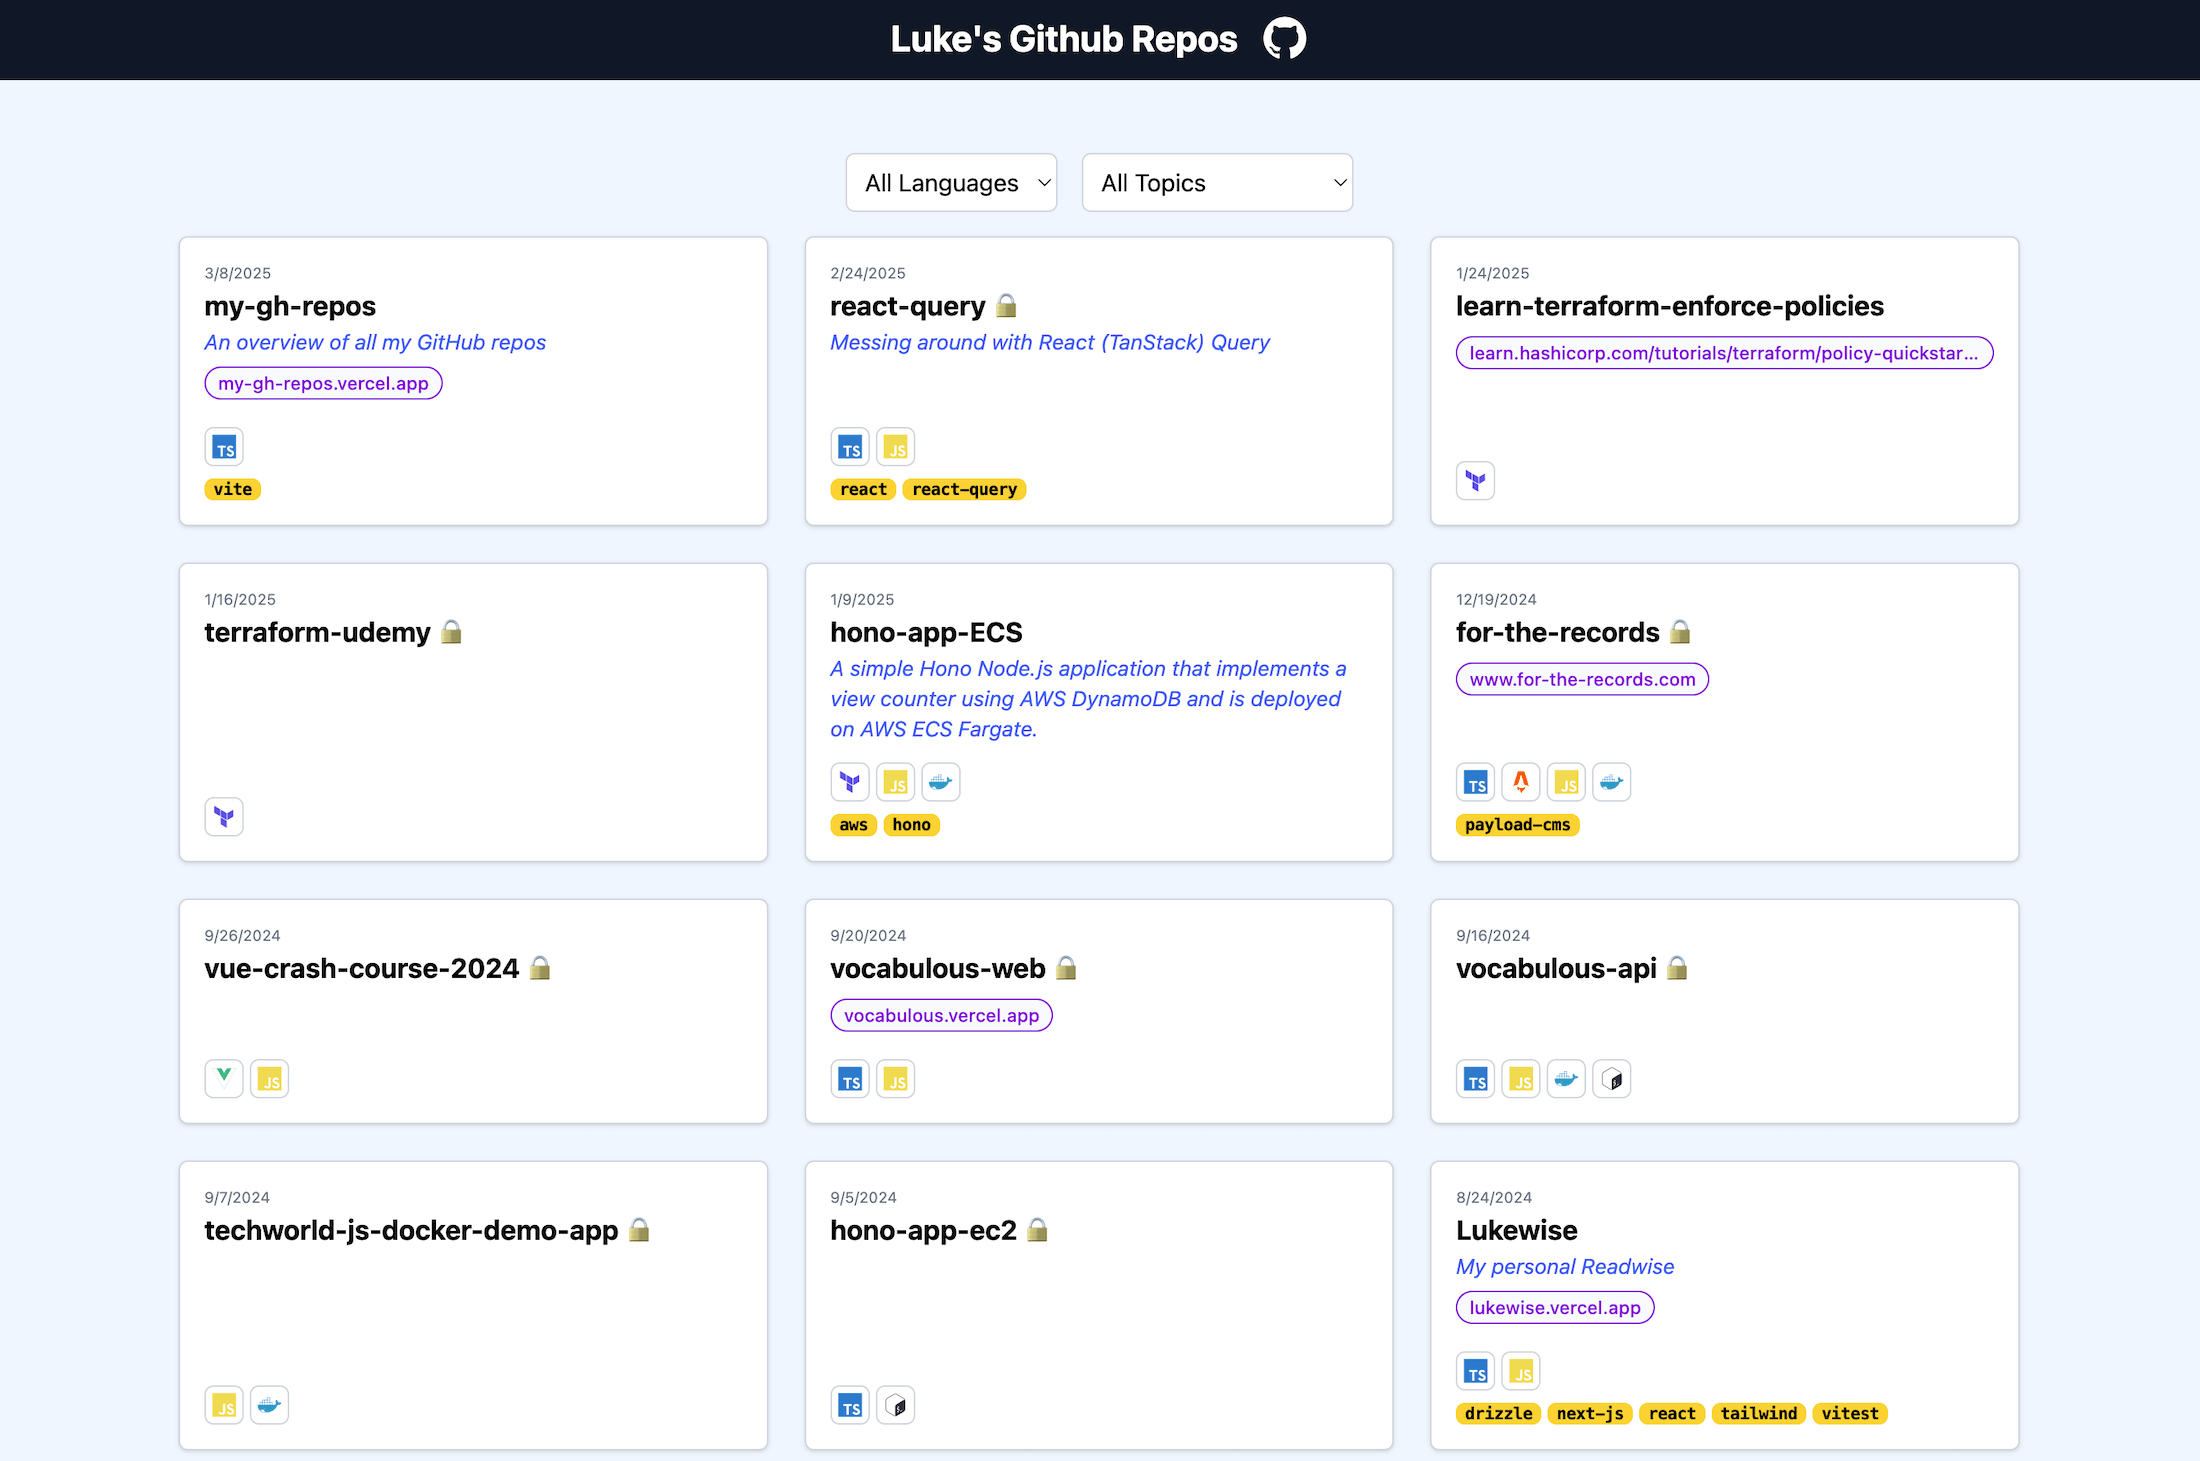 Luke's Github Repos
All Languages
All Topics
3/8/2025
my-gh-repos
An overview of all my GitHub repos
my-gh-repos.vercel.app
TS
vite
2/24/2025
react-query
Messing around with React (TanStack) Query
TS JS
react react-query
1/24/2025
learn-terraform-enforce-policies
learn.hashicorp.com/tutorials/terraform/policy-quickstar...
1/16/2025
terraform-udemy
1/9/2025
hono-app-ECS
A simple Hono Node.js application that implements a
view counter using AWS DynamoDB and is deployed
on AWS ECS Fargate.
JS
aws hono
12/19/2024
for-the-records
www.for-the-records.com
TS JS
payload-cms
9/26/2024
vue-crash-course-2024
JS
9/20/2024
vocabulous-web
vocabulous.vercel.app
TS JS
9/16/2024
vocabulous-api
TS JS
9/7/2024
techworld-js-docker-demo-app
JS
9/5/2024
hono-app-ec2
TS
8/24/2024
Lukewise
My personal Readwise
lukewise.vercel.app
TS JS
drizzle next-js react tailwind vitest